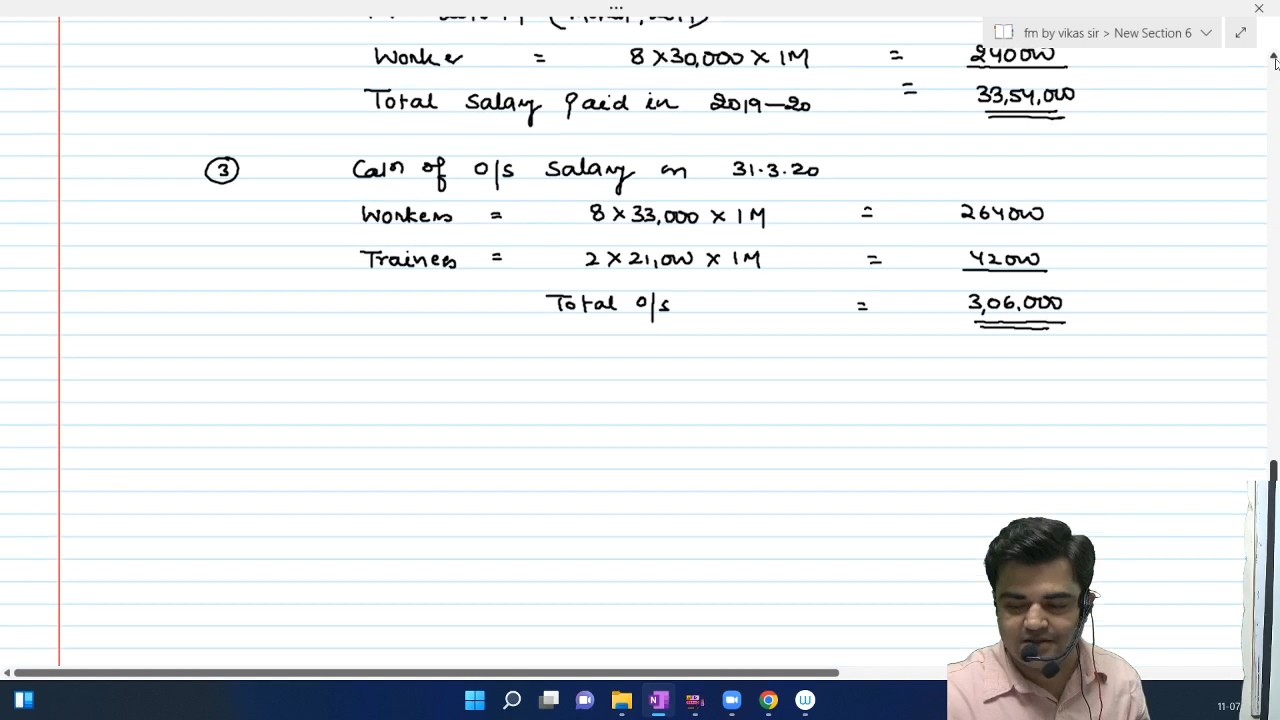 fm by vikas sir > New Section 6
Worker = 8 × 30,000 × 1M = 240000
Total salary paid in 2019-20 = 33,54,000
③ Caln of o/s salary on 31.3.20
Workers = 8 × 33,000 × 1M = 264000
Trainees = 2 × 21,000 × 1M = 42000
Total o/s = 3,06,000
11-07